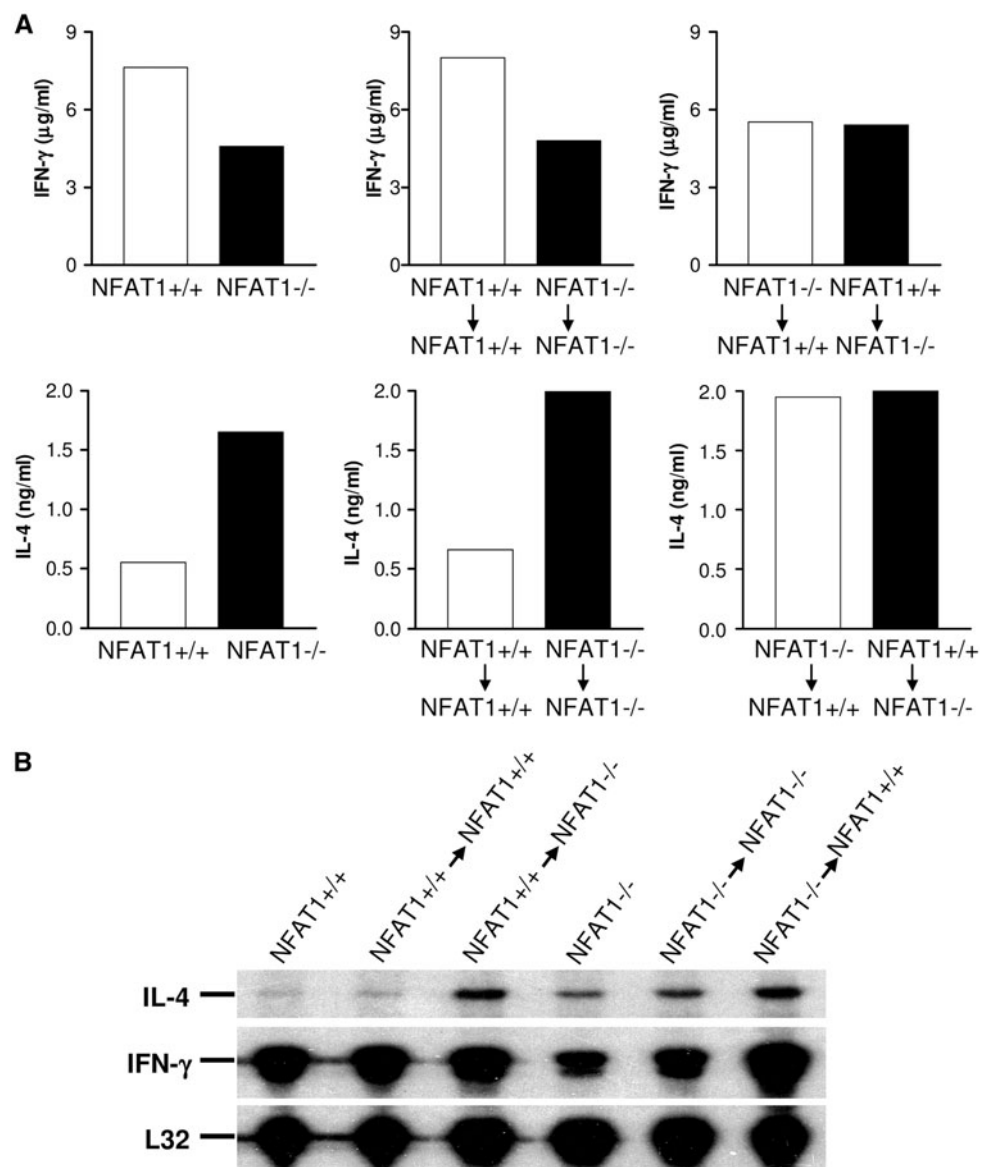 A
IFN-γ (μg/ml)
9
6
3
0
NFAT1+/+ NFAT1-/-
IFN-γ (μg/ml)
9
6
3
0
NFAT1+/+ NFAT1-/-
NFAT1+/+ NFAT1-/-
IFN-γ (μg/ml)
9
6
3
0
NFAT1-/- NFAT1+/+
NFAT1+/+ NFAT1-/-
IL-4 (ng/ml)
2.0
1.5
1.0
0.5
0.0
NFAT1+/+ NFAT1-/-
IL-4 (ng/ml)
2.0
1.5
1.0
0.5
0.0
NFAT1+/+ NFAT1-/-
NFAT1+/+ NFAT1-/-
IL-4 (ng/ml)
2.0
1.5
1.0
0.5
0.0
NFAT1-/- NFAT1+/+
NFAT1+/+ NFAT1-/-
B
NFAT1+/+
NFAT1+/+ → NFAT1+/+
NFAT1+/+ → NFAT1-/-
NFAT1-/-
NFAT1-/- → NFAT1-/-
NFAT1-/- → NFAT1+/+
IL-4
IFN-γ
L32